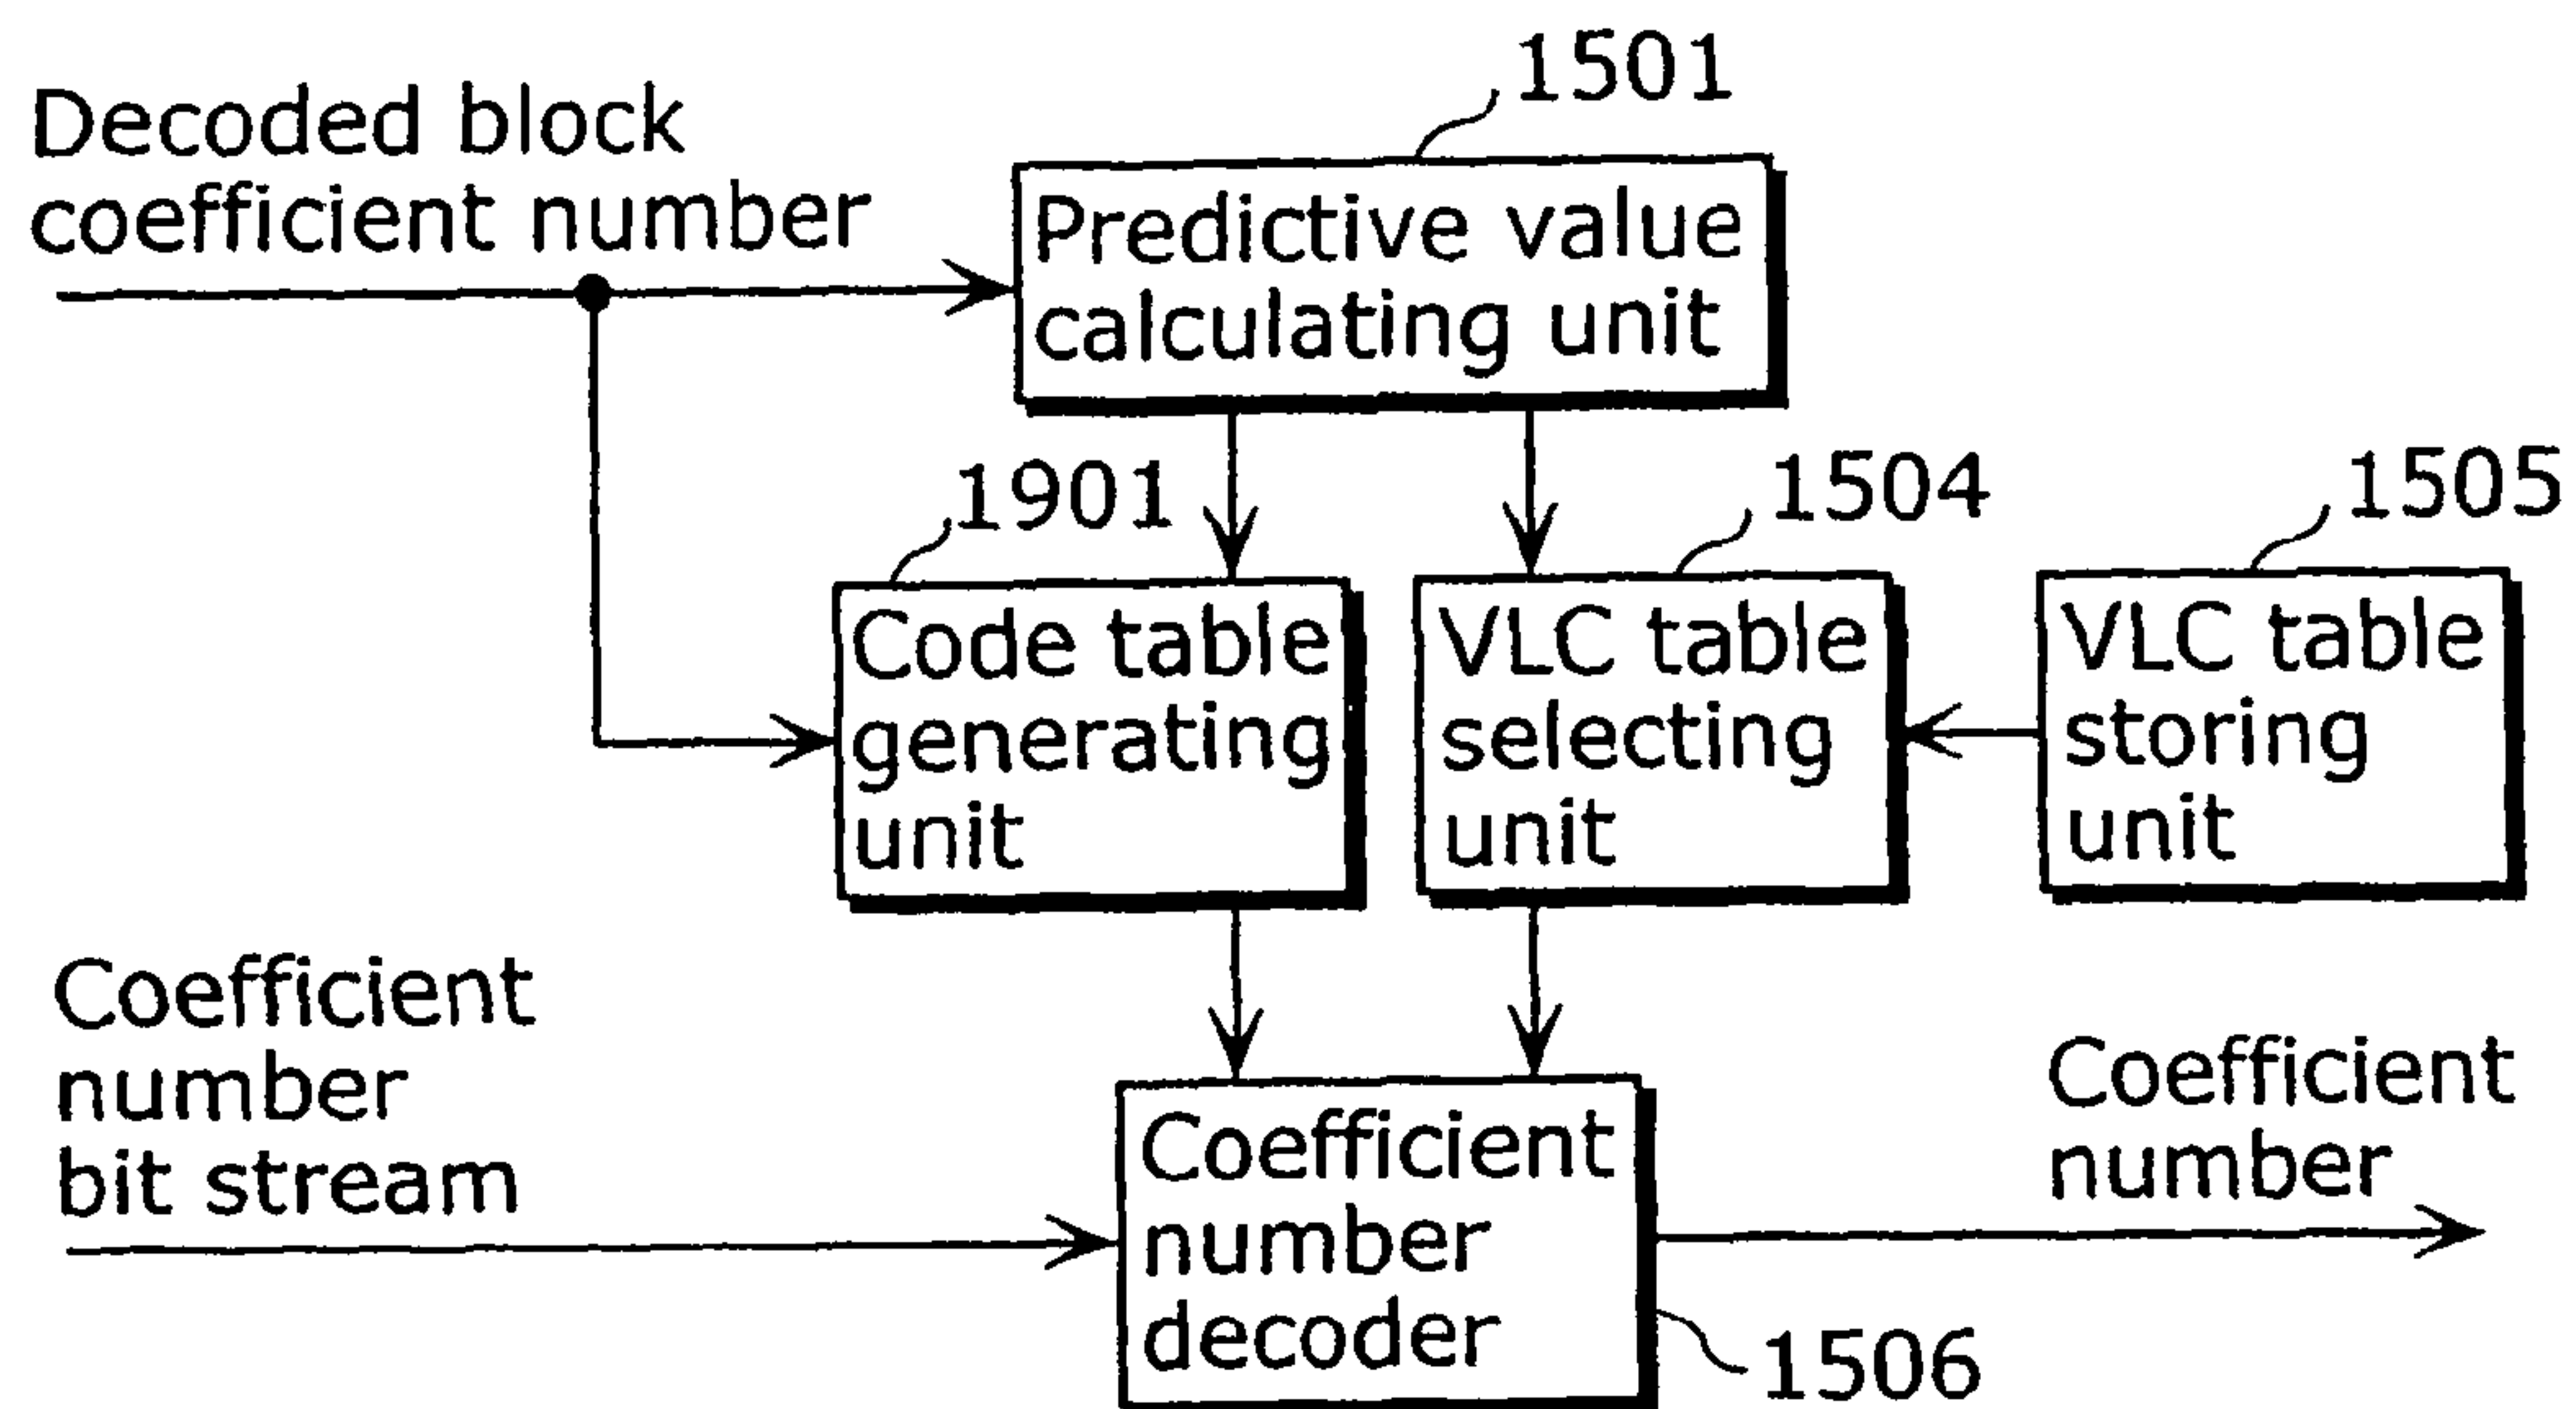 1501
Decoded block
coefficient number
Predictive value
calculating unit
1901
1504
1505
Code table
generating
unit
VLC table
selecting
unit
VLC table
storing
unit
Coefficient
number
bit stream
Coefficient
number
decoder
Coefficient
number
1506